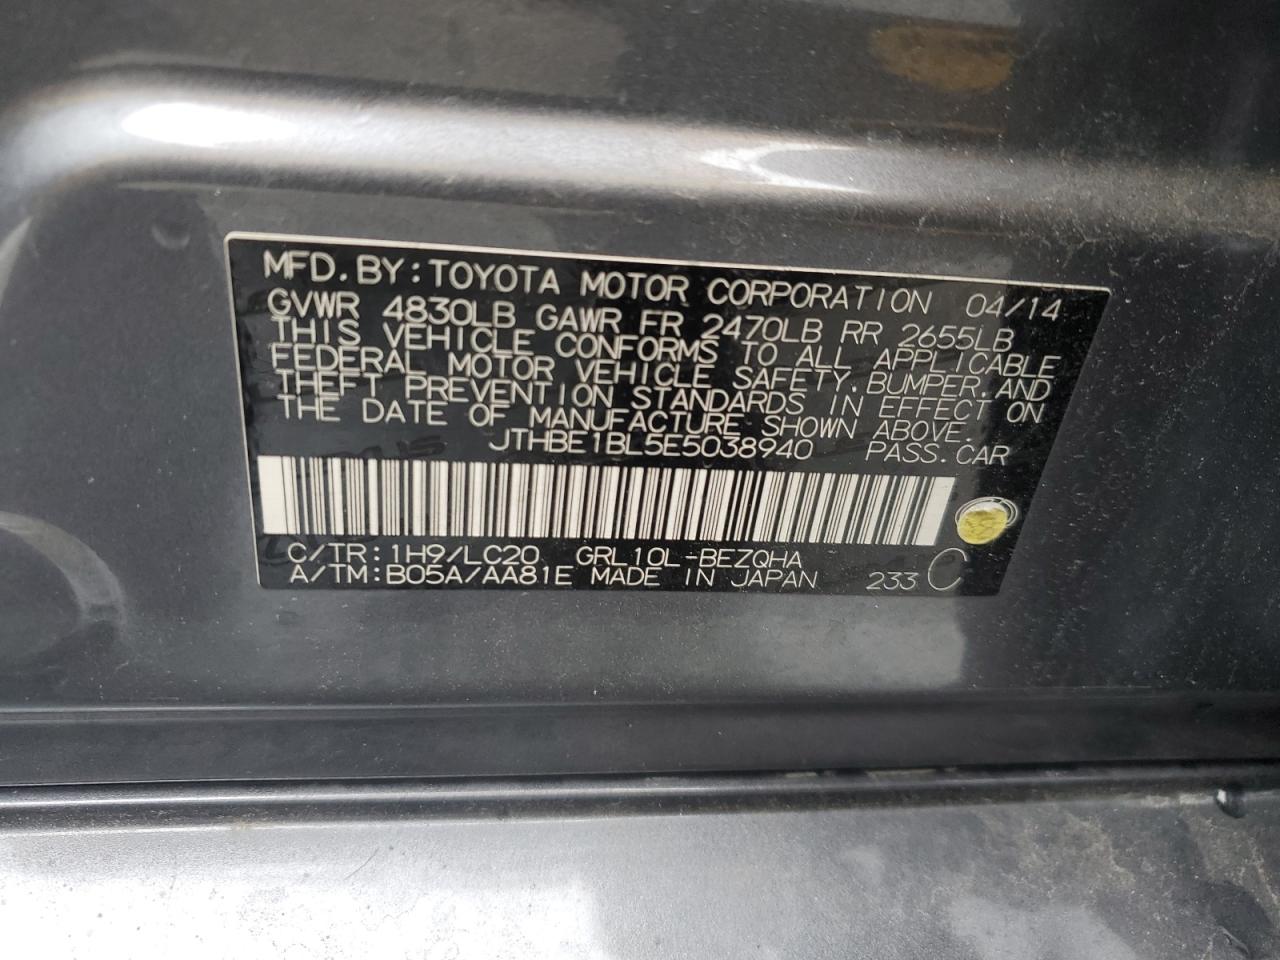 MFD. BY: TOYOTA MOTOR CORPORATION 04/14
GVWR 4830LB GAWR FR 2470LB RR 2655LB
THIS VEHICLE CONFORMS TO ALL APPLICABLE
FEDERAL MOTOR VEHICLE SAFETY, BUMPER, AND
THEFT PREVENTION STANDARDS IN EFFECT ON
THE DATE OF MANUFACTURE SHOWN ABOVE.
JTHBE1BL5E5038940 PASS. CAR
C/TR: 1H9/LC20 GRL10L-BEZQHA
A/TM: B05A/AA81E MADE IN JAPAN 233 C